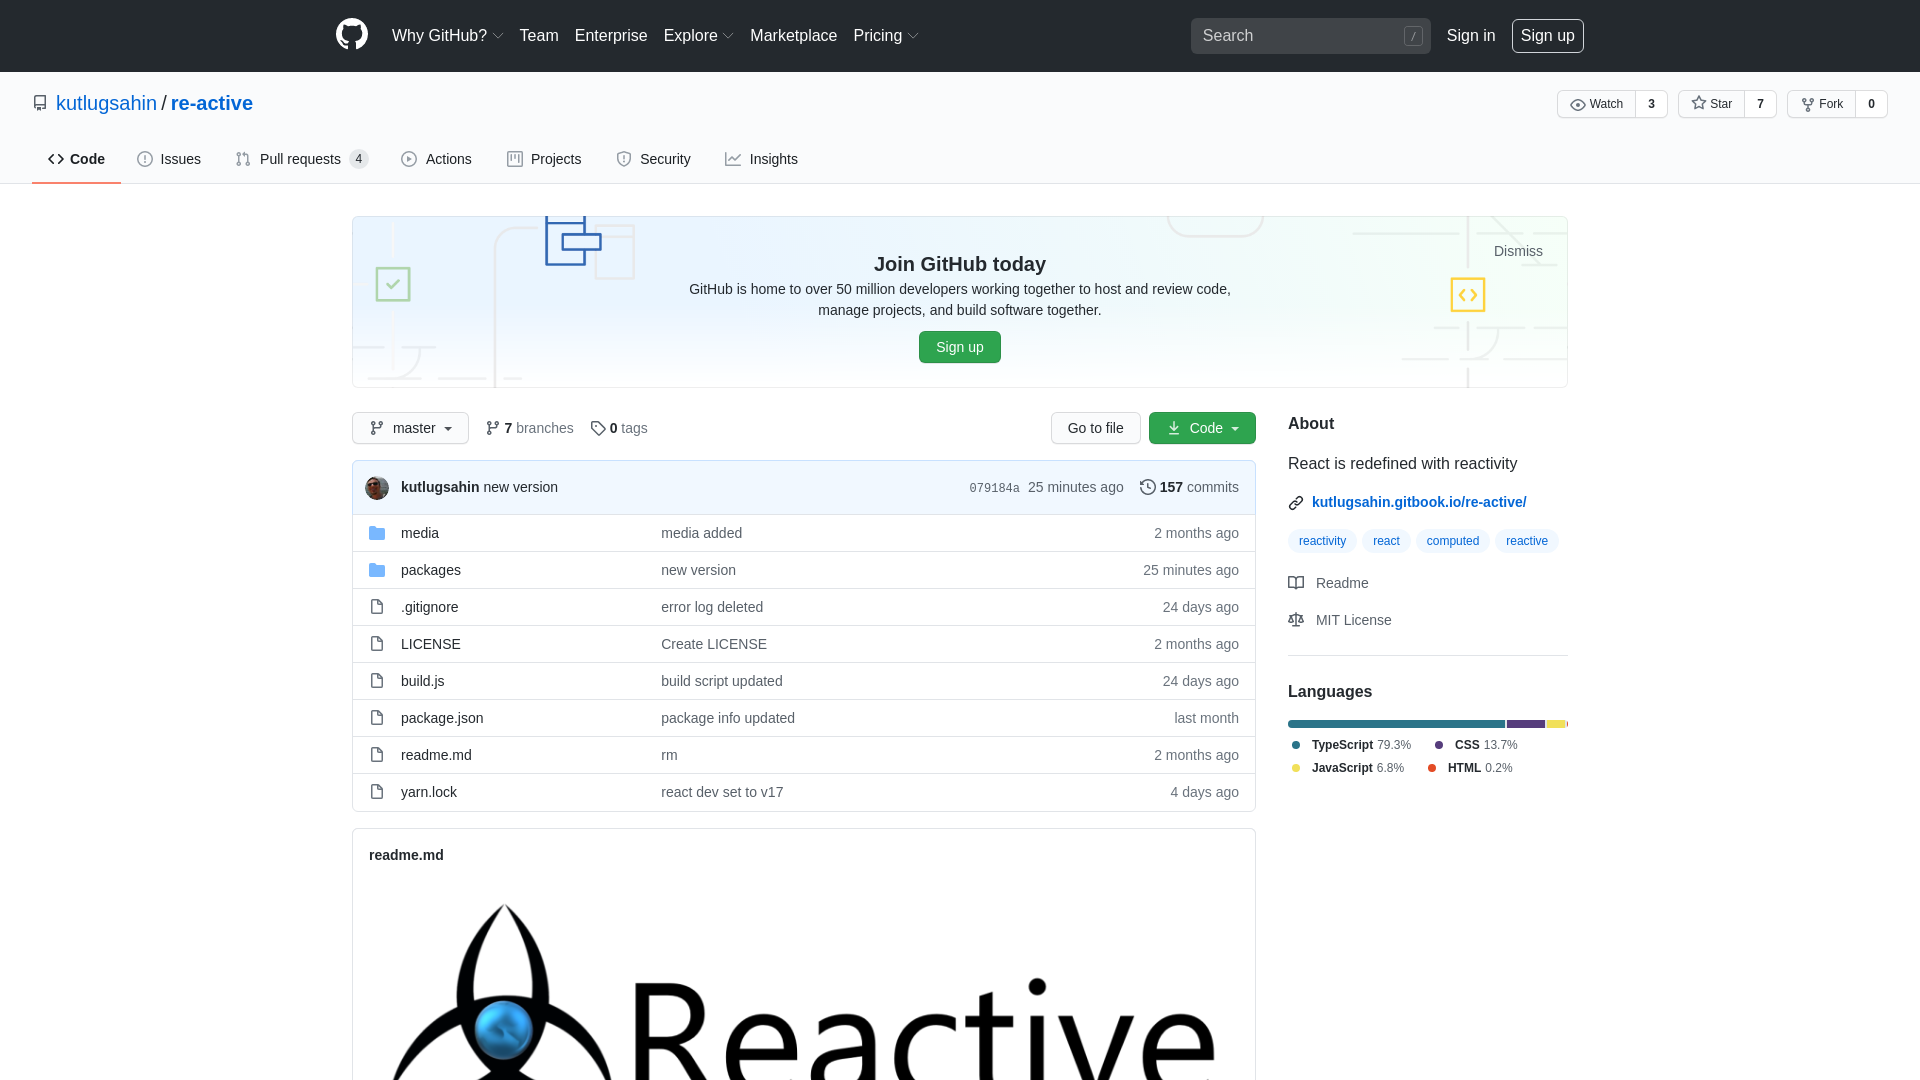 Why GitHub? Team Enterprise Explore Marketplace Pricing Search / Sign in Sign up
kutlugsahin / re-active Watch 3 Star 7 Fork 0
Code Issues Pull requests 4 Actions Projects Security Insights
Dismiss
Join GitHub today
GitHub is home to over 50 million developers working together to host and review code,
manage projects, and build software together.
Sign up
master 7 branches 0 tags Go to file Code
kutlugsahin new version 079184a 25 minutes ago 157 commits
media media added 2 months ago
packages new version 25 minutes ago
.gitignore error log deleted 24 days ago
LICENSE Create LICENSE 2 months ago
build.js build script updated 24 days ago
package.json package info updated last month
readme.md rm 2 months ago
yarn.lock react dev set to v17 4 days ago
readme.md
Reactive
About
React is redefined with reactivity
kutlugsahin.gitbook.io/re-active/
reactivity react computed reactive
Readme
MIT License
Languages
TypeScript 79.3% CSS 13.7%
JavaScript 6.8% HTML 0.2%